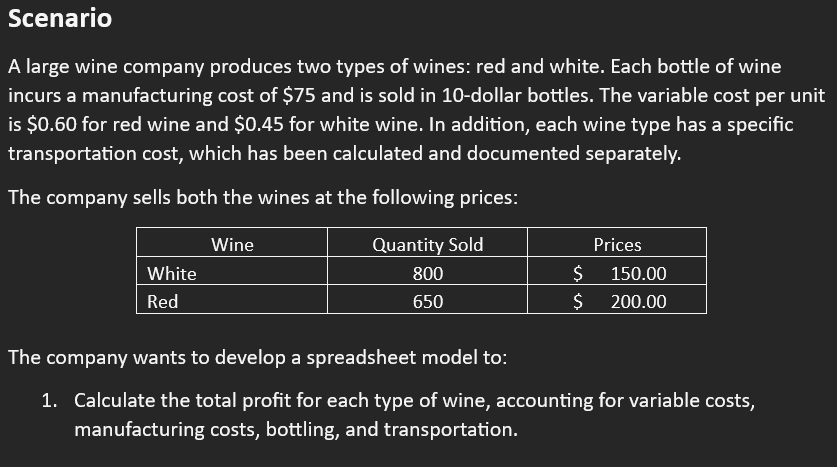 Scenario
A large wine company produces two types of wines: red and white. Each bottle of wine
incurs a manufacturing cost of $75 and is sold in 10-dollar bottles. The variable cost per unit
is $0.60 for red wine and $0.45 for white wine. In addition, each wine type has a specific
transportation cost, which has been calculated and documented separately.
The company sells both the wines at the following prices:
Wine Quantity Sold Prices
White 800 $ 150.00
Red 650 $ 200.00
The company wants to develop a spreadsheet model to:
1. Calculate the total profit for each type of wine, accounting for variable costs,
manufacturing costs, bottling, and transportation.